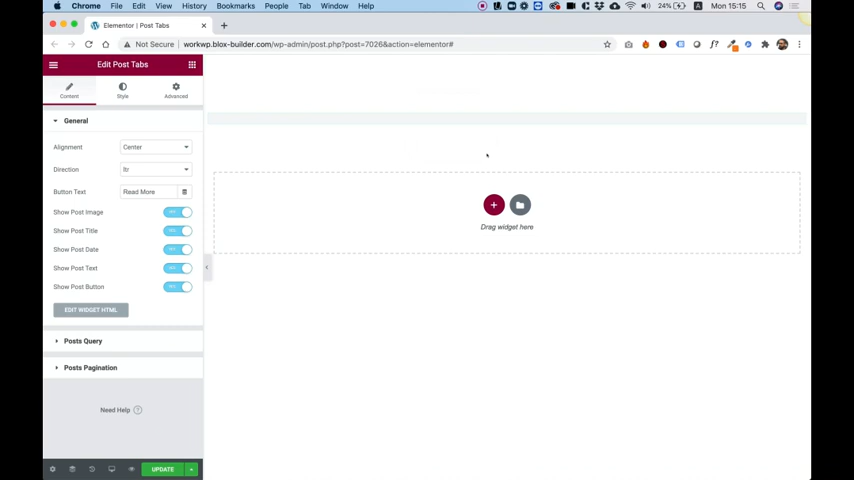 Chrome File Edit View History Bookmarks People Tab Window Help
24% Mon 15:15
Elementor | Post Tabs
Not Secure workwp.blox-builder.com/wp-admin/post.php?post=7026&action=elementor#
Edit Post Tabs
Content Style Advanced
General
Alignment Center
Direction ltr
Button Text Read More
Show Post Image
Show Post Title
Show Post Date
Show Post Text
Show Post Button
EDIT WIDGET HTML
Posts Query
Posts Pagination
Need Help ?
UPDATE
Drag widget here